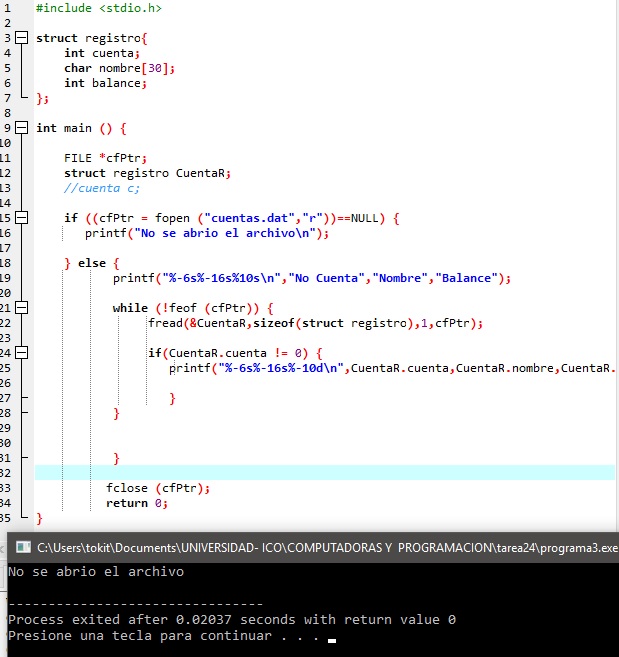 1 #include <stdio.h>
2
3 struct registro{
4 int cuenta;
5 char nombre[30];
6 int balance;
7 };
8
9 int main () {
10
11 FILE *cfPtr;
12 struct registro CuentaR;
13 //cuenta c;
14
15 if ((cfPtr = fopen ("cuentas.dat","r"))==NULL) {
16 printf("No se abrio el archivo\n");
17
18 } else {
19 printf("%-6s%-16s%10s\n","No Cuenta","Nombre","Balance");
20
21 while (!feof (cfPtr)) {
22 fread(&CuentaR,sizeof(struct registro),1,cfPtr);
23
24 if(CuentaR.cuenta != 0) {
25 printf("%-6s%-16s%-10d\n",CuentaR.cuenta,CuentaR.nombre,CuentaR.
26
27 }
28 }
29
30
31 }
32
33 fclose (cfPtr);
34 return 0;
35 }
C:\Users\tokit\Documents\UNIVERSIDAD- ICO\COMPUTADORAS Y PROGRAMACION\tarea24\programa3.exe
No se abrio el archivo
--------------------------------
Process exited after 0.02037 seconds with return value 0
Presione una tecla para continuar . . .